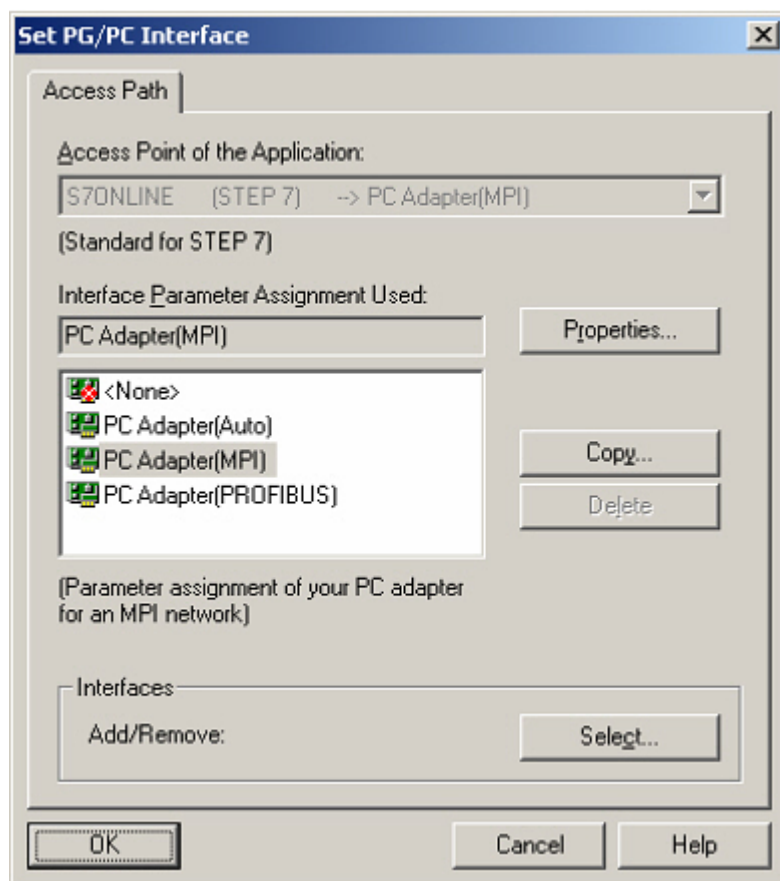 Set PG/PC Interface
Access Path
Access Point of the Application:
S7ONLINE (STEP 7) --> PC Adapter(MPI)
(Standard for STEP 7)
Interface Parameter Assignment Used:
PC Adapter(MPI)
Properties...
<None>
PC Adapter(Auto)
PC Adapter(MPI)
PC Adapter(PROFIBUS)
Copy...
Delete
(Parameter assignment of your PC adapter
for an MPI network)
Interfaces
Add/Remove:
Select...
OK
Cancel
Help